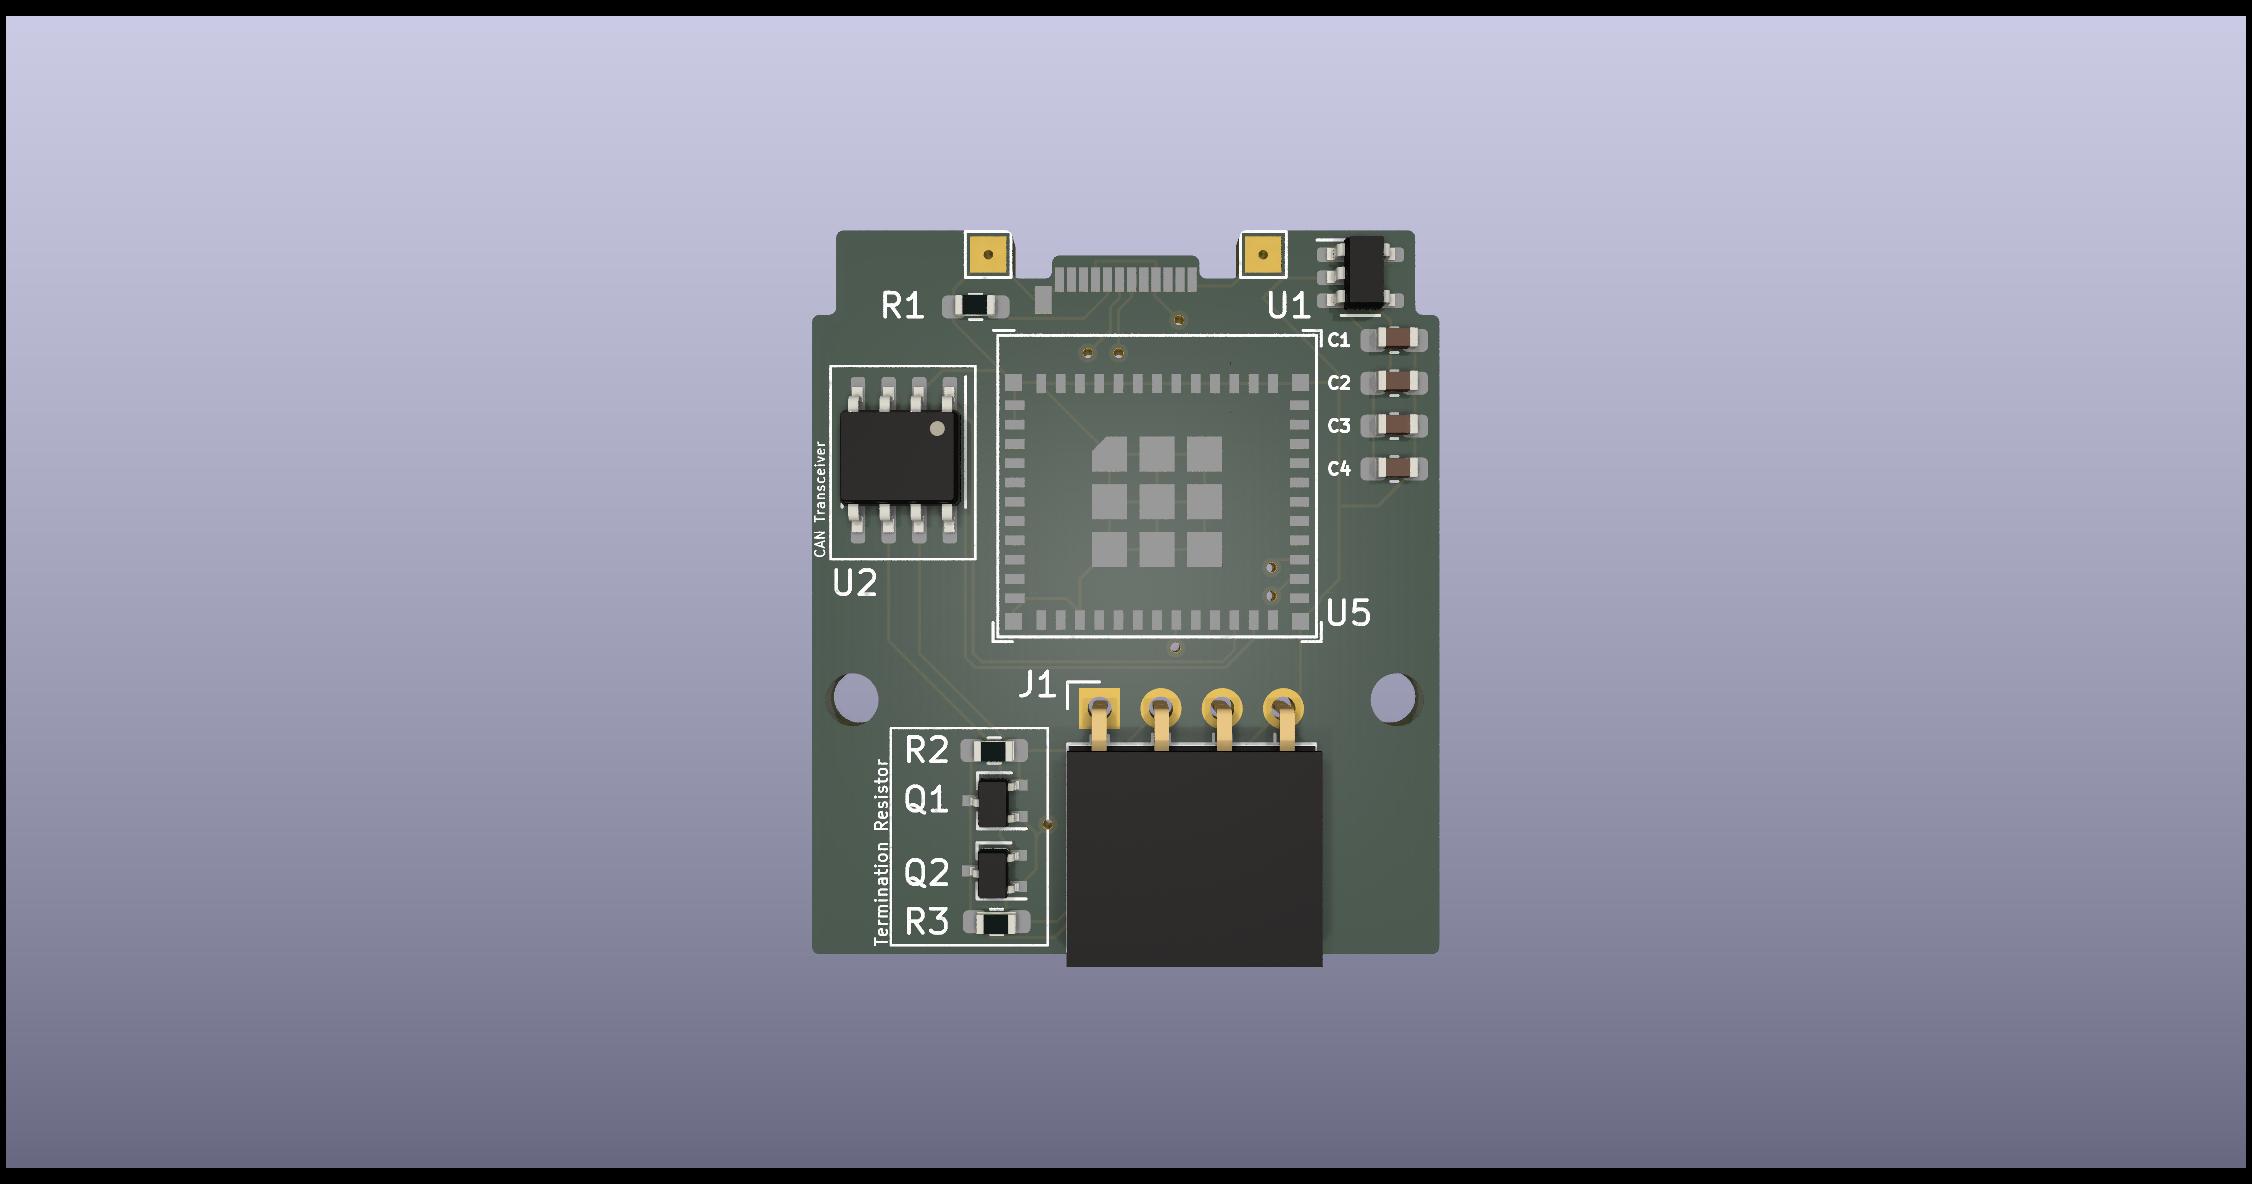 R1
U1
C1
C2
C3
C4
CAN Transceiver
U2
U5
J1
R2
Q1
Q2
R3
Termination Resistor